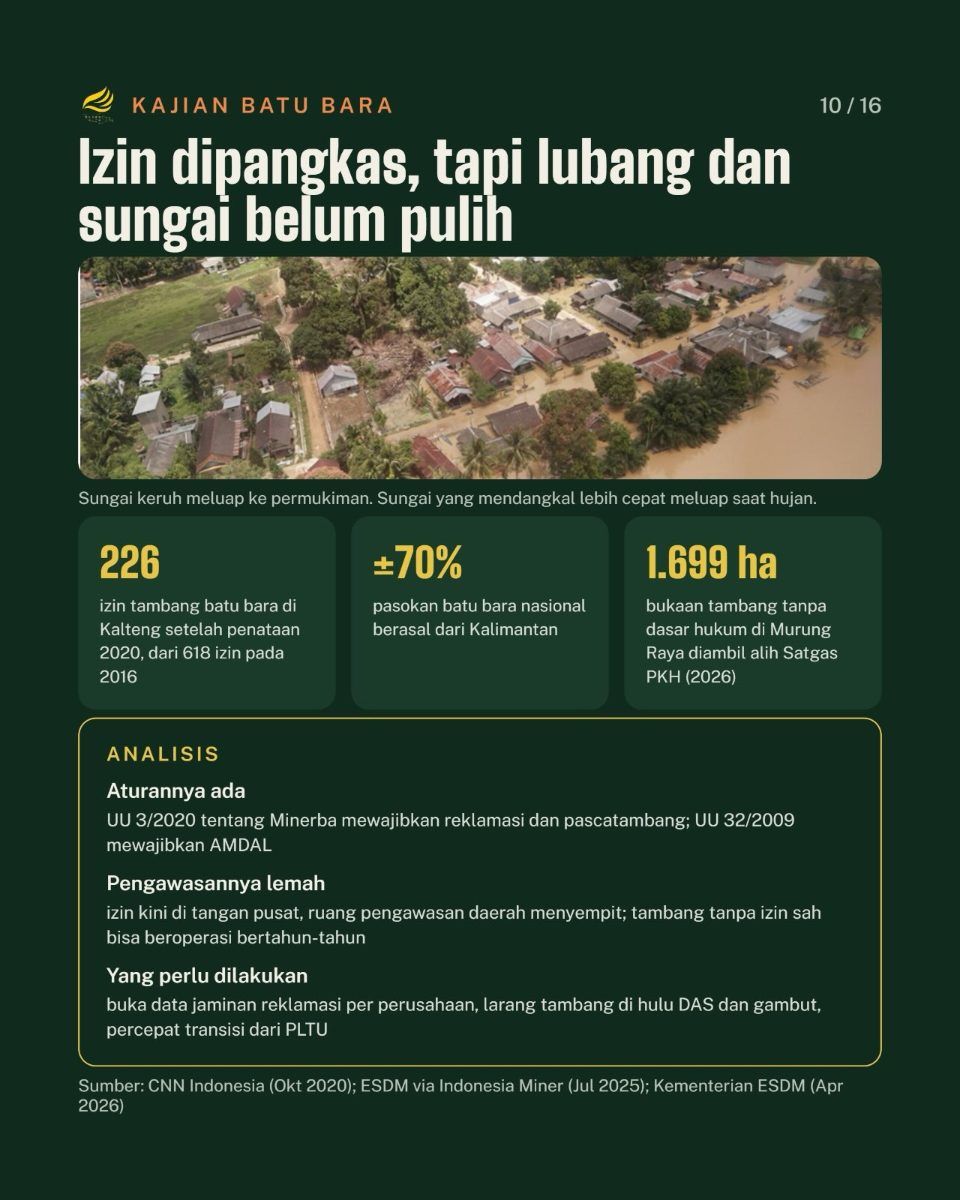 KAJIAN BATU BARA
10 / 16
Izin dipangkas, tapi lubang dan
sungai belum pulih
Sungai keruh meluap ke permukiman. Sungai yang mendangkal lebih cepat meluap saat hujan.
226
izin tambang batu bara di
Kalteng setelah penataan
2020, dari 618 izin pada
2016
±70%
pasokan batu bara nasional
berasal dari Kalimantan
1.699 ha
bukaan tambang tanpa
dasar hukum di Murung
Raya diambil alih Satgas
PKH (2026)
ANALISIS
Aturannya ada
UU 3/2020 tentang Minerba mewajibkan reklamasi dan pascatambang; UU 32/2009
mewajibkan AMDAL
Pengawasannya lemah
izin kini di tangan pusat, ruang pengawasan daerah menyempit; tambang tanpa izin sah
bisa beroperasi bertahun-tahun
Yang perlu dilakukan
buka data jaminan reklamasi per perusahaan, larang tambang di hulu DAS dan gambut,
percepat transisi dari PLTU
Sumber: CNN Indonesia (Okt 2020); ESDM via Indonesia Miner (Jul 2025); Kementerian ESDM (Apr
2026)